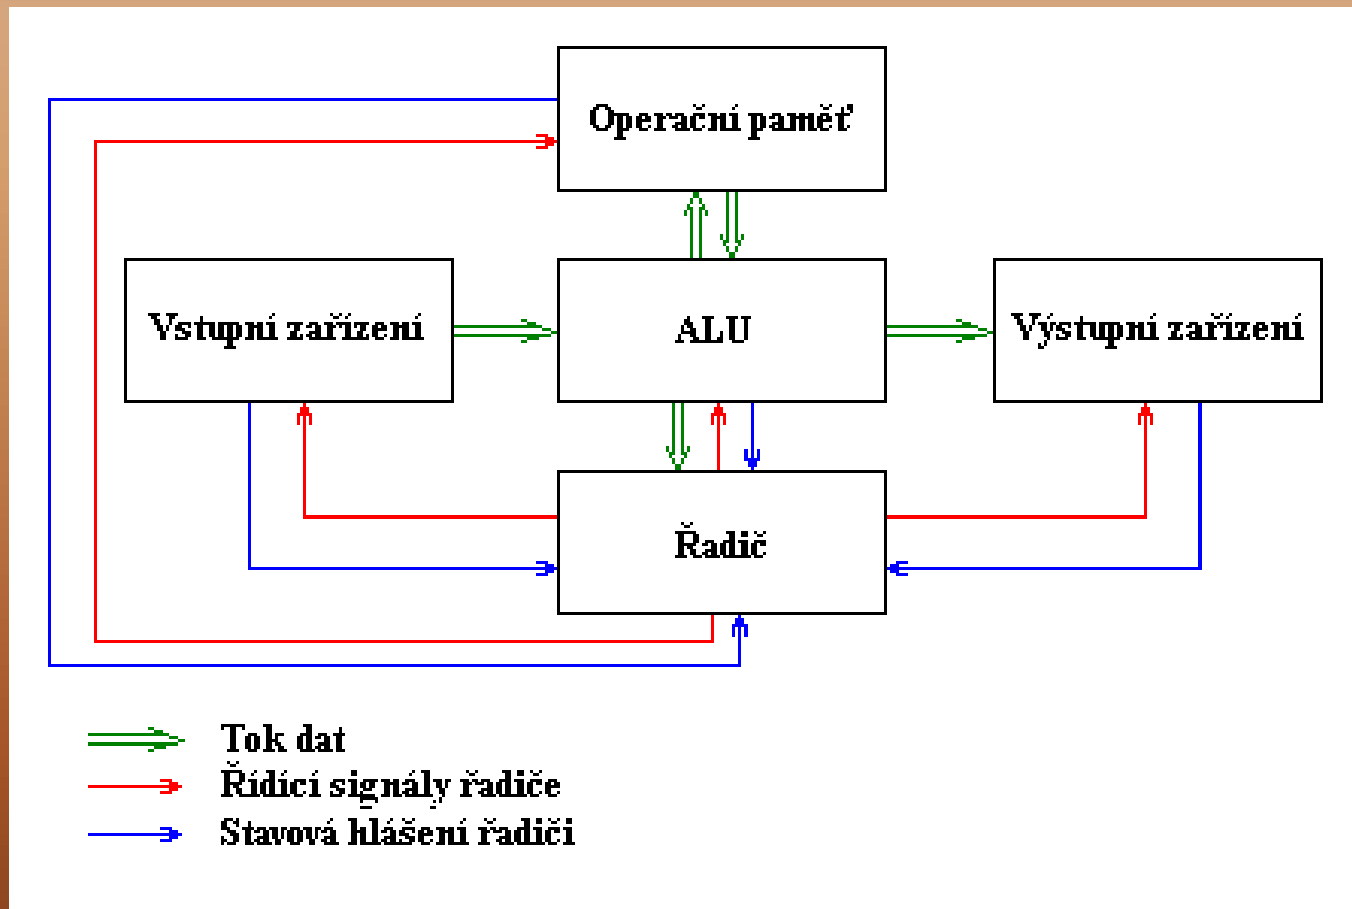 Operační paměť
Vstupní zařízení
ALU
Výstupní zařízení
Řadič
Tok dat
Řídící signály řadiče
Stavová hlášení řadiči